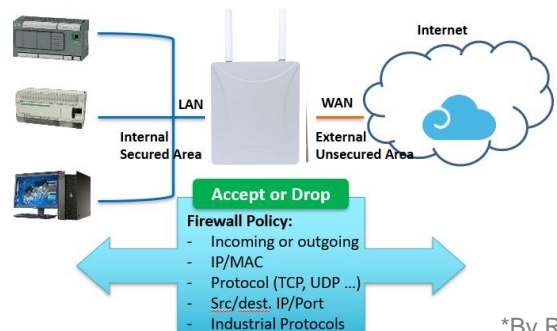 Internet
LAN
WAN
Internal
Secured Area
External
Unsecured Area
Accept or Drop
Firewall Policy:
- Incoming or outgoing
- IP/MAC
- Protocol (TCP, UDP ...)
- Src/dest. IP/Port
- Industrial Protocols
*By